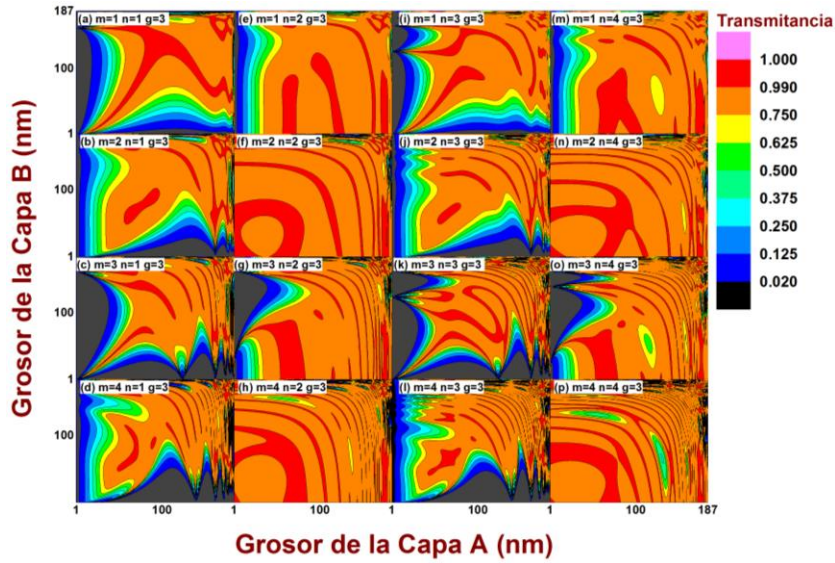 187
(a) m=1 n=1 g=3
(e) m=1 n=2 g=3
(i) m=1 n=3 g=3
(m) m=1 n=4 g=3
Transmitancia
1.000
0.990
0.750
0.625
0.500
0.375
0.250
0.125
0.020
100
1
(b) m=2 n=1 g=3
(f) m=2 n=2 g=3
(j) m=2 n=3 g=3
(n) m=2 n=4 g=3
100
1
(c) m=3 n=1 g=3
(g) m=3 n=2 g=3
(k) m=3 n=3 g=3
(o) m=3 n=4 g=3
100
1
(d) m=4 n=1 g=3
(h) m=4 n=2 g=3
(l) m=4 n=3 g=3
(p) m=4 n=4 g=3
100
1 100 1 100 1 100 1 100 187
Grosor de la Capa B (nm)
Grosor de la Capa A (nm)